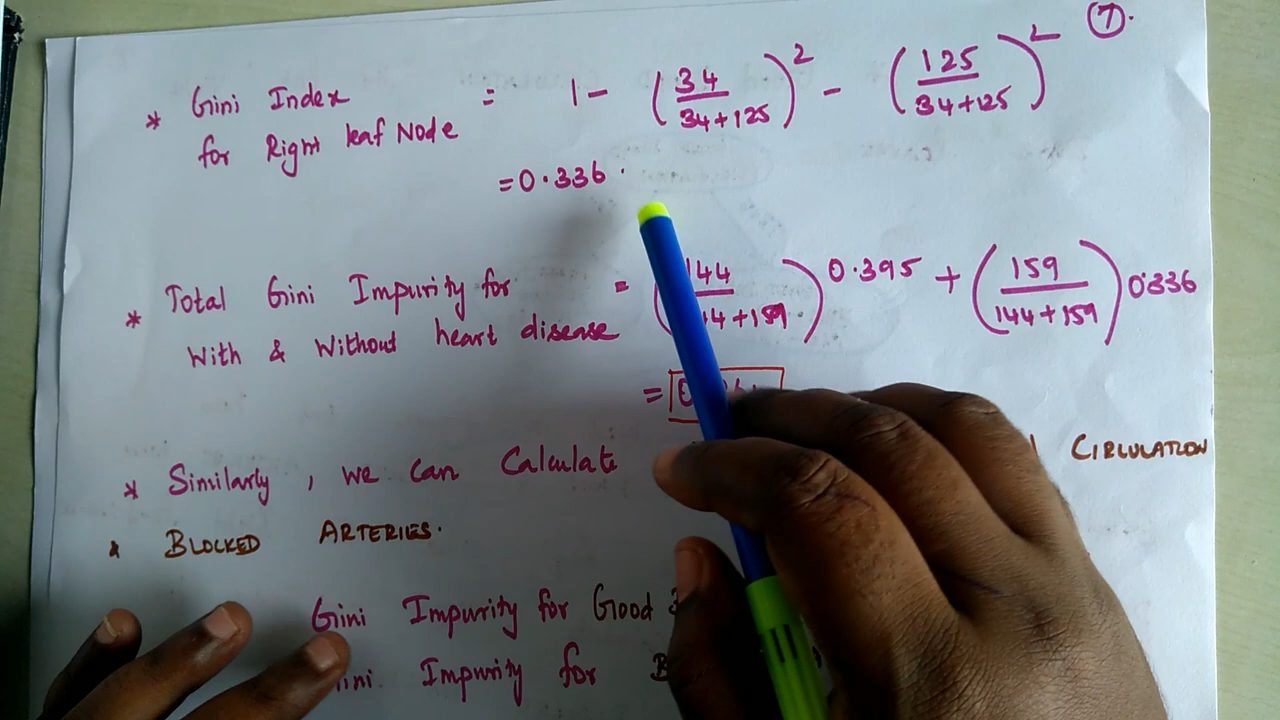 ⑦.
* Gini Index = 1 - (34/34+125)² - (125/34+125)²
for Right leaf Node
= 0.336.
* Total Gini Impurity for = (144/ +159) 0.395 + (159/144+159) 0.336
With & Without heart disease
=
* Similarly, we can Calculate CIRCULATION
* BLOCKED ARTERIES.
Gini Impurity for Good
Impurity for